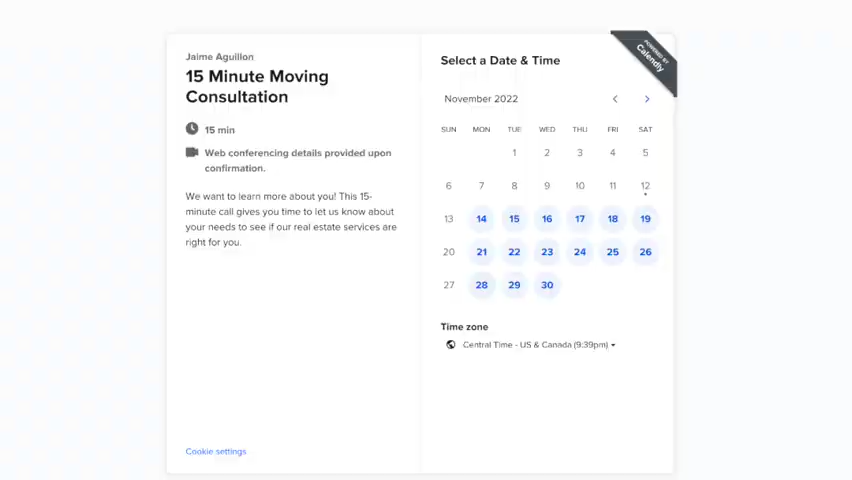 Jaime Aguillon
15 Minute Moving
Consultation
15 min
Web conferencing details provided upon
confirmation.
We want to learn more about you! This 15-
minute call gives you time to let us know about
your needs to see if our real estate services are
right for you.
Cookie settings
POWERED BY
Calendly
Select a Date & Time
November 2022
SUN MON TUE WED THU FRI SAT
1 2 3 4 5
6 7 8 9 10 11 12
13 14 15 16 17 18 19
20 21 22 23 24 25 26
27 28 29 30
Time zone
Central Time - US & Canada (9:39pm)